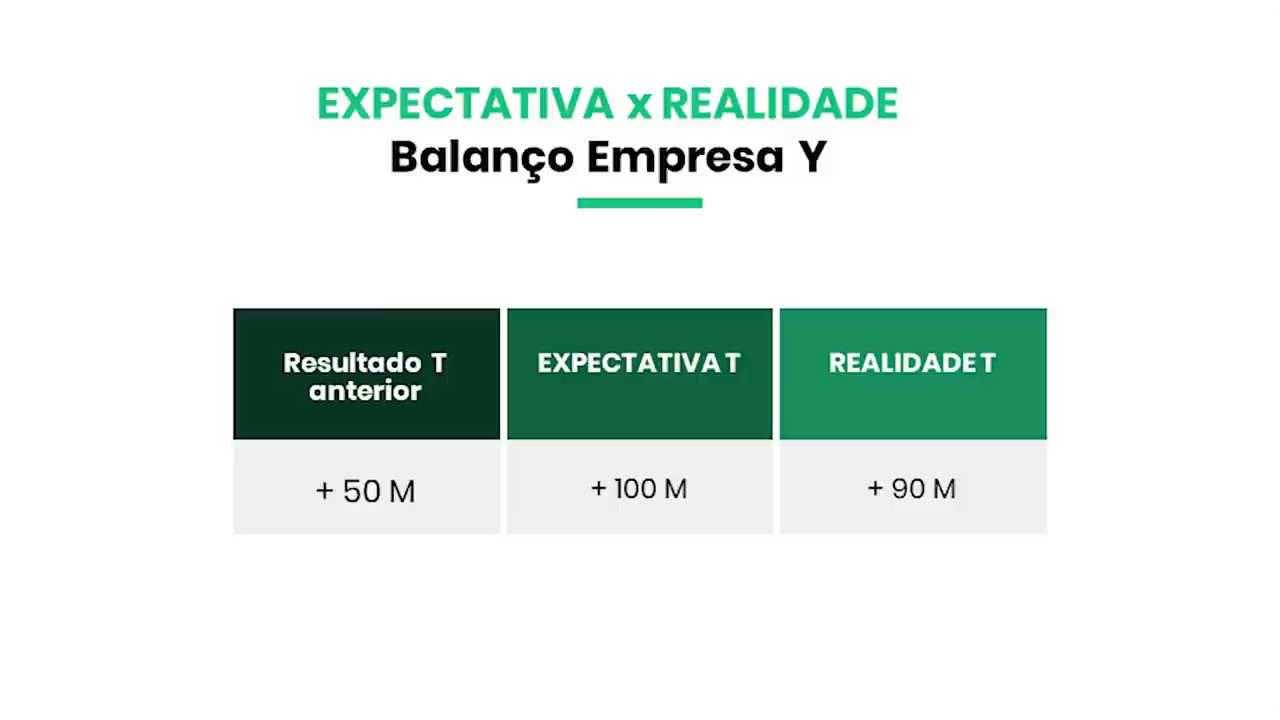 EXPECTATIVA x REALIDADE
Balanço Empresa Y
Resultado T
anterior
EXPECTATIVA T
REALIDADE T
+ 50 M
+ 100 M
+ 90 M